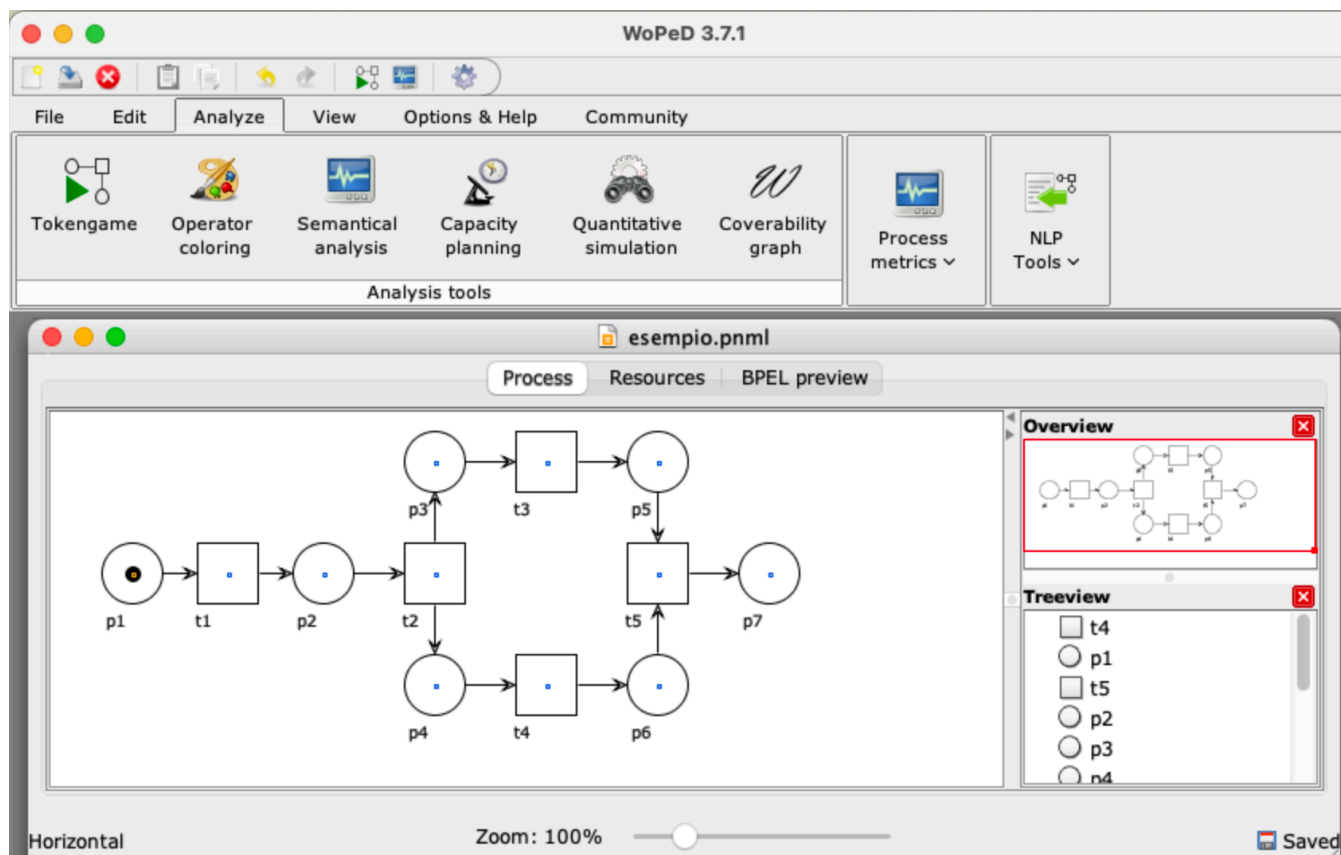 WoPeD 3.7.1
File Edit Analyze View Options & Help Community
Tokengame
Operator
coloring
Semantical
analysis
Capacity
planning
Quantitative
simulation
Coverability
graph
Analysis tools
Process
metrics
NLP
Tools
esempio.pnml
Process Resources BPEL preview
p3 t3 p5
p1 t1 p2 t2 t5 p7
p4 t4 p6
Overview
Treeview
t4
p1
t5
p2
p3
p4
Horizontal Zoom: 100% Saved